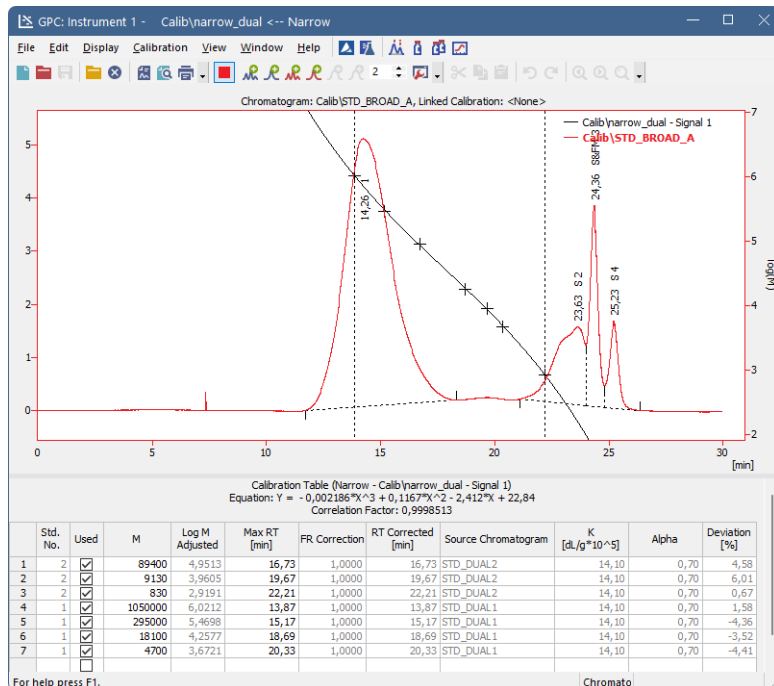 GPC: Instrument 1 - Calib\narrow_dual <-- Narrow
File Edit Display Calibration View Window Help
2
Chromatogram: Calib\STD_BROAD_A, Linked Calibration: <None>
Calib\narrow_dual - Signal 1
Calib\STD_BROAD_A
5
4
3
2
1
0
7
6
5
4
3
2
log(M)
14,26 1
23,63 S 2
24,36 S&FM 3
25,23 S 4
0 5 10 15 20 25 30
[min]
Calibration Table (Narrow - Calib\narrow_dual - Signal 1)
Equation: Y = - 0,002186*X^3 + 0,1167*X^2 - 2,412*X + 22,84
Correlation Factor: 0,9998513
Std. No. Used M Log M Adjusted Max RT [min] FR Correction RT Corrected [min] Source Chromatogram K [dL/g*10^5] Alpha Deviation [%]
1 2 89400 4,9513 16,73 1,0000 16,73 STD_DUAL2 14,10 0,70 4,58
2 2 9130 3,9605 19,67 1,0000 19,67 STD_DUAL2 14,10 0,70 6,01
3 2 830 2,9191 22,21 1,0000 22,21 STD_DUAL2 14,10 0,70 0,67
4 1 1050000 6,0212 13,87 1,0000 13,87 STD_DUAL1 14,10 0,70 1,58
5 1 295000 5,4698 15,17 1,0000 15,17 STD_DUAL1 14,10 0,70 -4,36
6 1 18100 4,2577 18,69 1,0000 18,69 STD_DUAL1 14,10 0,70 -3,52
7 1 4700 3,6721 20,33 1,0000 20,33 STD_DUAL1 14,10 0,70 -4,41
For help press F1. Chromato